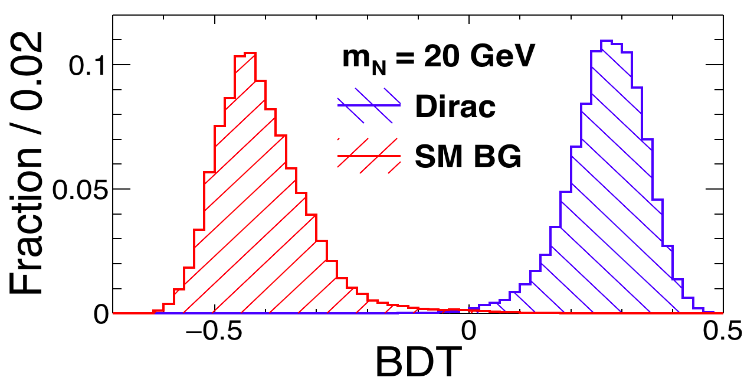 Fraction / 0.02
0.1
0.05
0
m_N = 20 GeV
Dirac
SM BG
−0.5 0 0.5
BDT